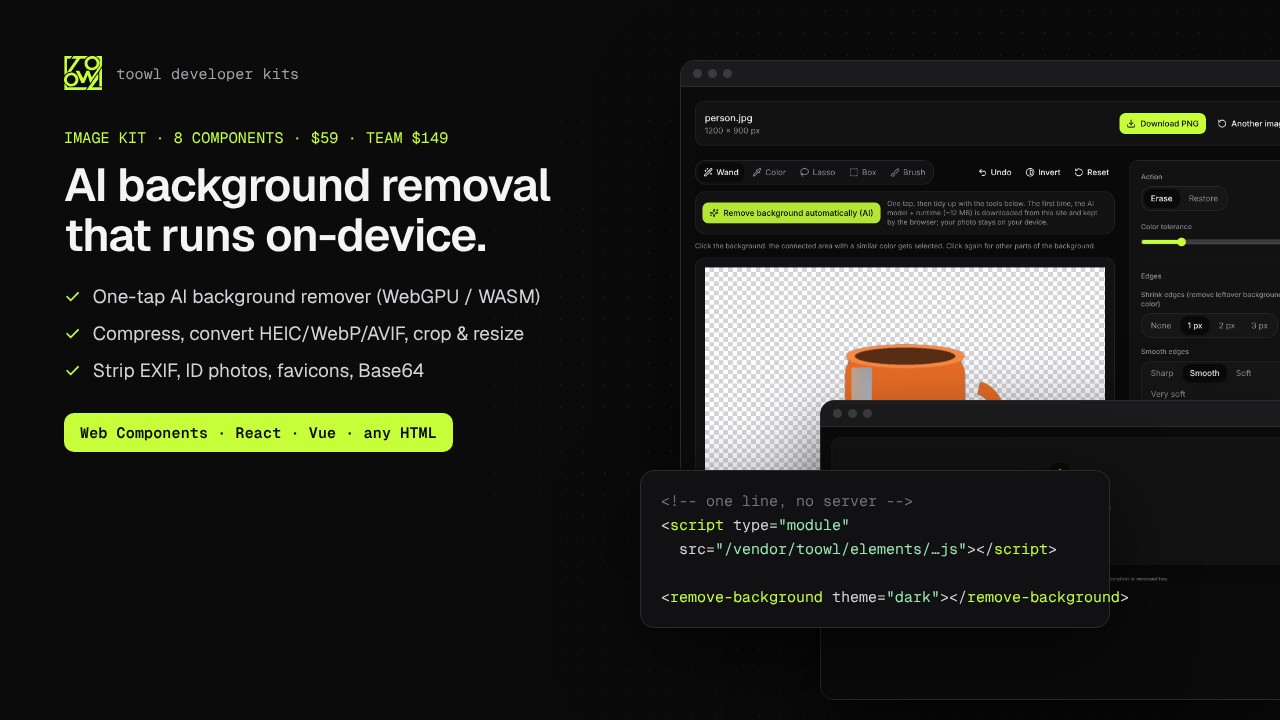 toowl developer kits
IMAGE KIT · 8 COMPONENTS · $59 · TEAM $149
AI background removal
that runs on-device.
One-tap AI background remover (WebGPU / WASM)
Compress, convert HEIC/WebP/AVIF, crop & resize
Strip EXIF, ID photos, favicons, Base64
Web Components · React · Vue · any HTML
person.jpg
1200 × 900 px
Download PNG
Another imag
Wand
Color
Lasso
Box
Brush
Undo
Invert
Reset
Remove background automatically (AI)
One tap, then tidy up with the tools below. The first time, the AI
model + runtime (~12 MB) is downloaded from this site and kept
by the browser; your photo stays on your device.
Click the background: the connected area with a similar color gets selected. Click again for other parts of the background.
Action
Erase
Restore
Color tolerance
Edges
Shrink edges (remove leftover background
color)
None
1 px
2 px
3 px
Smooth edges
Sharp
Smooth
Soft
Very soft
<!-- one line, no server -->
<script type="module"
src="/vendor/toowl/elements/…js"></script>
<remove-background theme="dark"></remove-background>